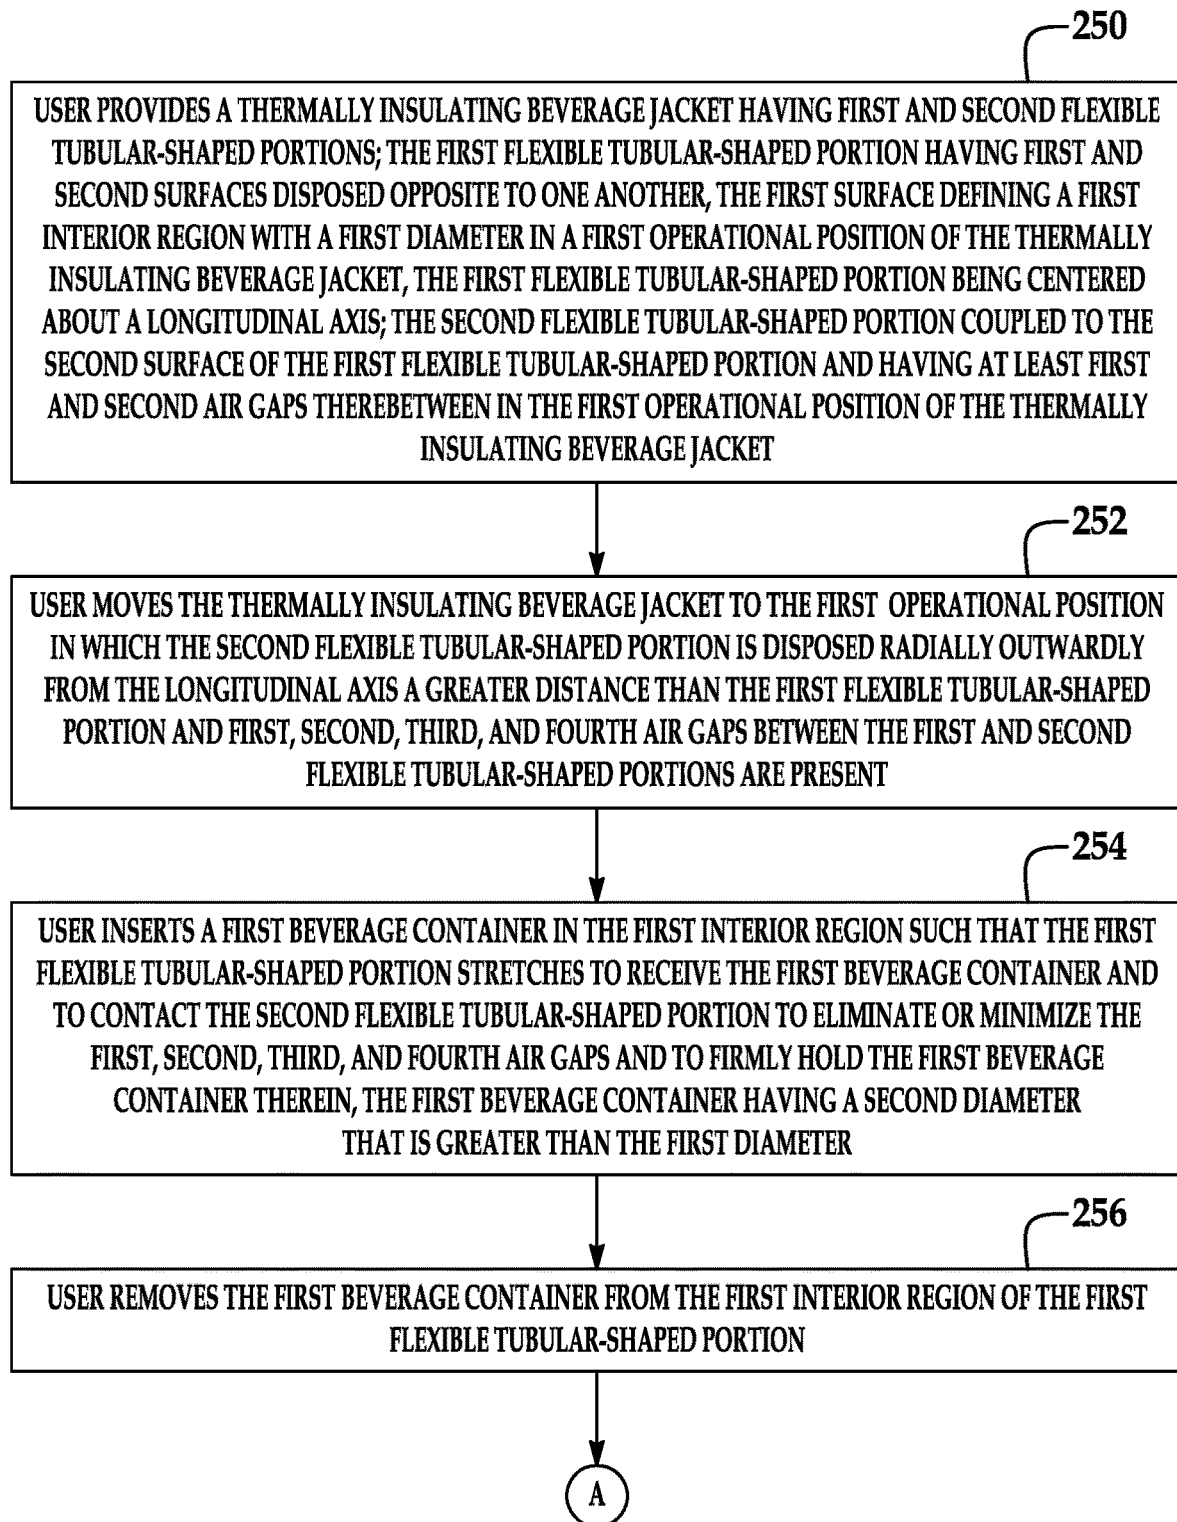 250
USER PROVIDES A THERMALLY INSULATING BEVERAGE JACKET HAVING FIRST AND SECOND FLEXIBLE
TUBULAR-SHAPED PORTIONS; THE FIRST FLEXIBLE TUBULAR-SHAPED PORTION HAVING FIRST AND
SECOND SURFACES DISPOSED OPPOSITE TO ONE ANOTHER, THE FIRST SURFACE DEFINING A FIRST
INTERIOR REGION WITH A FIRST DIAMETER IN A FIRST OPERATIONAL POSITION OF THE THERMALLY
INSULATING BEVERAGE JACKET, THE FIRST FLEXIBLE TUBULAR-SHAPED PORTION BEING CENTERED
ABOUT A LONGITUDINAL AXIS; THE SECOND FLEXIBLE TUBULAR-SHAPED PORTION COUPLED TO THE
SECOND SURFACE OF THE FIRST FLEXIBLE TUBULAR-SHAPED PORTION AND HAVING AT LEAST FIRST
AND SECOND AIR GAPS THEREBETWEEN IN THE FIRST OPERATIONAL POSITION OF THE THERMALLY
INSULATING BEVERAGE JACKET
252
USER MOVES THE THERMALLY INSULATING BEVERAGE JACKET TO THE FIRST OPERATIONAL POSITION
IN WHICH THE SECOND FLEXIBLE TUBULAR-SHAPED PORTION IS DISPOSED RADIALLY OUTWARDLY
FROM THE LONGITUDINAL AXIS A GREATER DISTANCE THAN THE FIRST FLEXIBLE TUBULAR-SHAPED
PORTION AND FIRST, SECOND, THIRD, AND FOURTH AIR GAPS BETWEEN THE FIRST AND SECOND
FLEXIBLE TUBULAR-SHAPED PORTIONS ARE PRESENT
254
USER INSERTS A FIRST BEVERAGE CONTAINER IN THE FIRST INTERIOR REGION SUCH THAT THE FIRST
FLEXIBLE TUBULAR-SHAPED PORTION STRETCHES TO RECEIVE THE FIRST BEVERAGE CONTAINER AND
TO CONTACT THE SECOND FLEXIBLE TUBULAR-SHAPED PORTION TO ELIMINATE OR MINIMIZE THE
FIRST, SECOND, THIRD, AND FOURTH AIR GAPS AND TO FIRMLY HOLD THE FIRST BEVERAGE
CONTAINER THEREIN, THE FIRST BEVERAGE CONTAINER HAVING A SECOND DIAMETER
THAT IS GREATER THAN THE FIRST DIAMETER
256
USER REMOVES THE FIRST BEVERAGE CONTAINER FROM THE FIRST INTERIOR REGION OF THE FIRST
FLEXIBLE TUBULAR-SHAPED PORTION
A